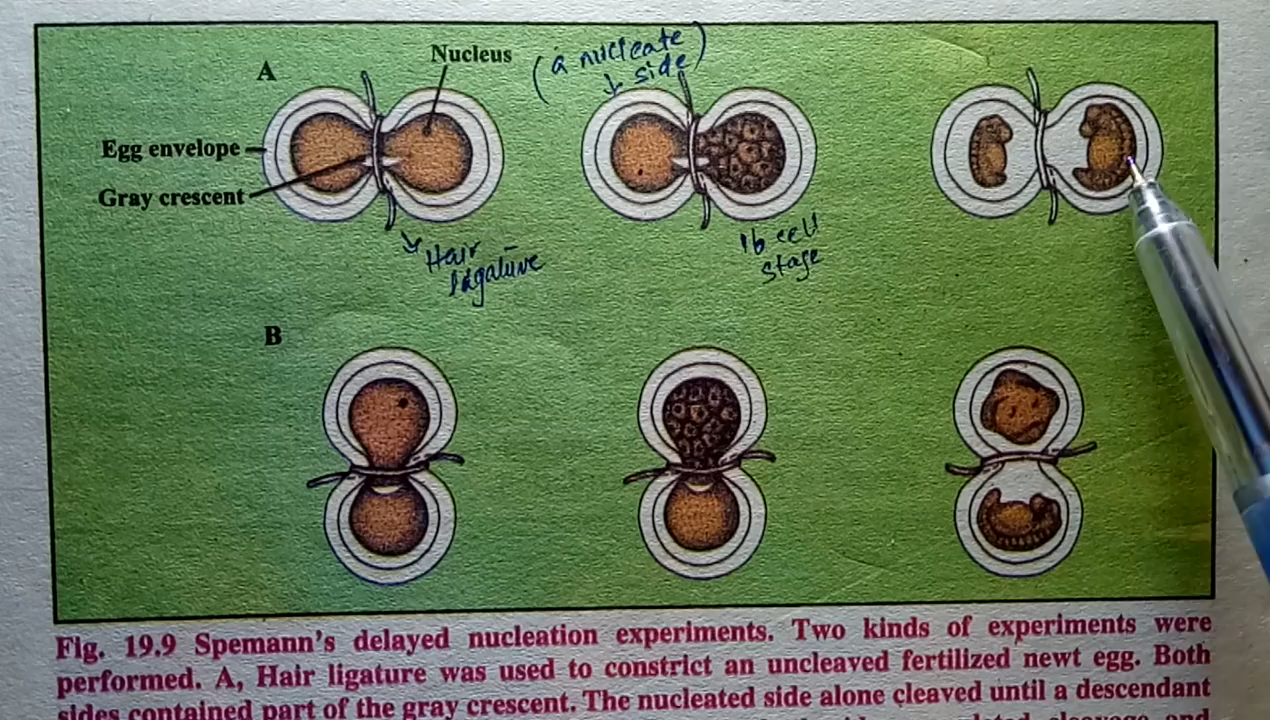 A
Nucleus
(a nucleate
side)
Egg envelope
Gray crescent
Hair
ligature
16 cell
stage
B
Fig. 19.9 Spemann's delayed nucleation experiments. Two kinds of experiments were
performed. A, Hair ligature was used to constrict an uncleaved fertilized newt egg. Both
sides contained part of the gray crescent. The nucleated side alone cleaved until a descendant